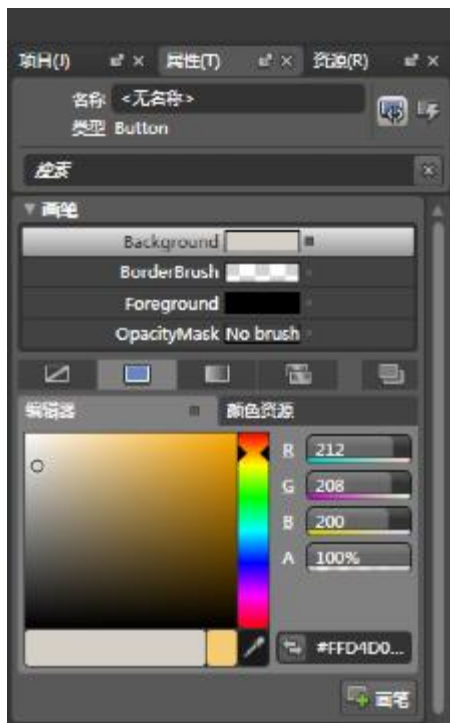 项目(J) 属性(T) 资源(R)
名称 <无名称>
类型 Button
搜索
画笔
Background
BorderBrush
Foreground
OpacityMask No brush
编辑器 颜色资源
R 212
G 208
B 200
A 100%
#FFD4D0...
画笔